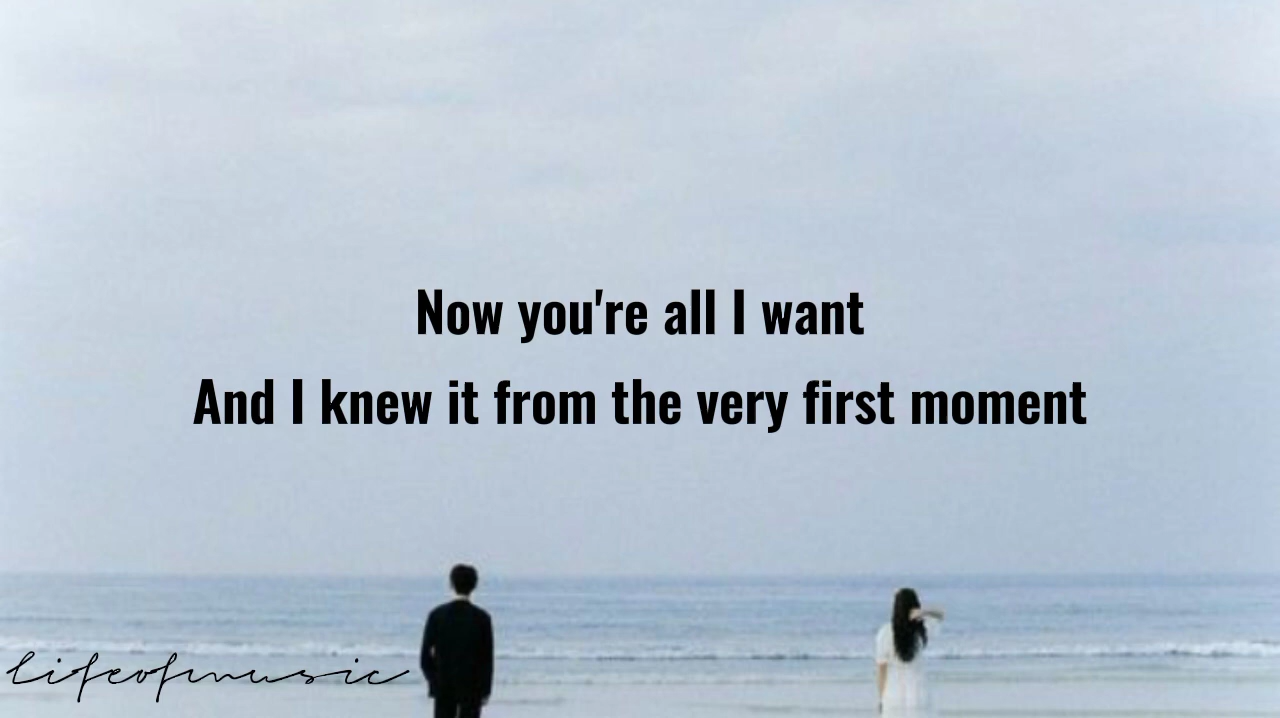 Now you're all I want
And I knew it from the very first moment
lifeofmusic